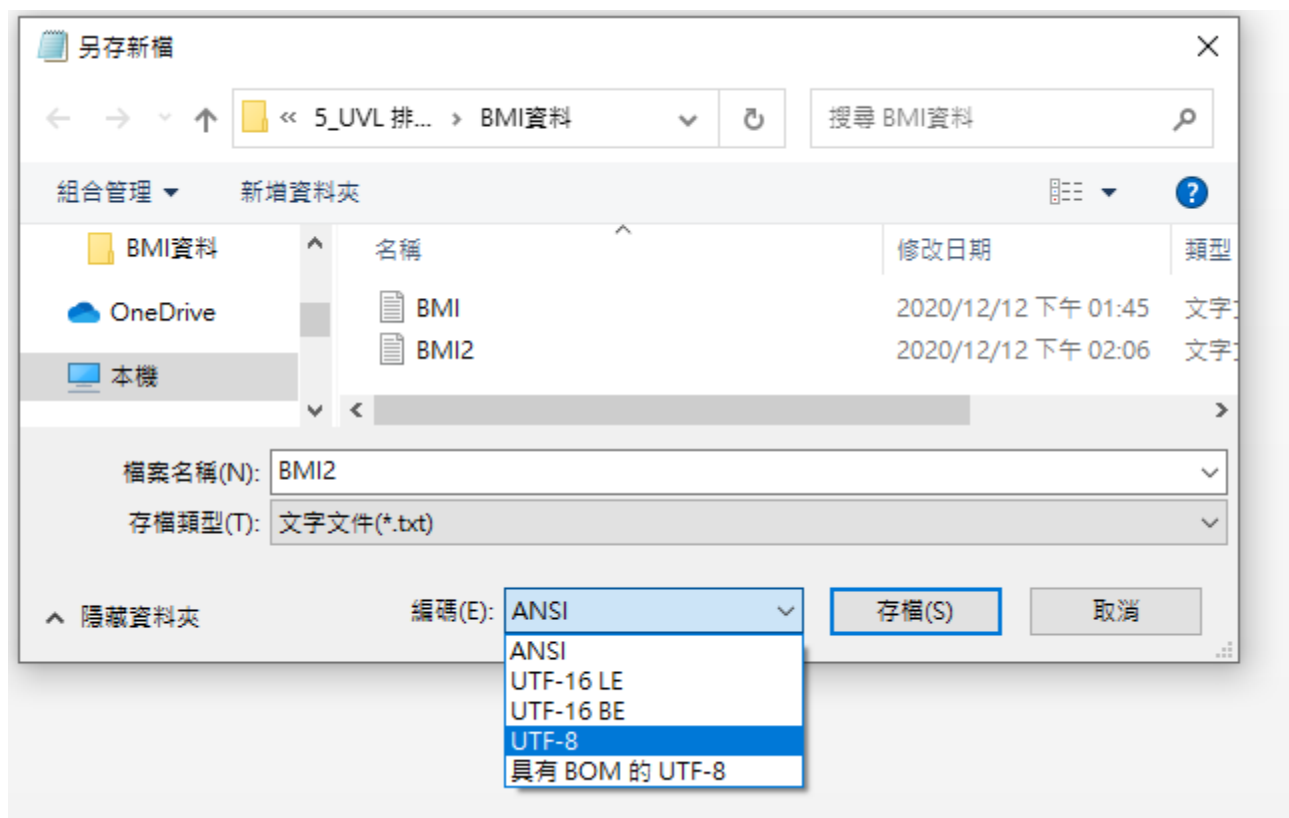 另存新檔
« 5_UVL 排... › BMI資料
搜尋 BMI資料
組合管理 新增資料夾
?
BMI資料
OneDrive
本機
名稱 修改日期 類型
BMI 2020/12/12 下午 01:45 文字
BMI2 2020/12/12 下午 02:06 文字
檔案名稱(N): BMI2
存檔類型(T): 文字文件(*.txt)
隱藏資料夾 編碼(E): ANSI 存檔(S) 取消
ANSI
UTF-16 LE
UTF-16 BE
UTF-8
具有 BOM 的 UTF-8